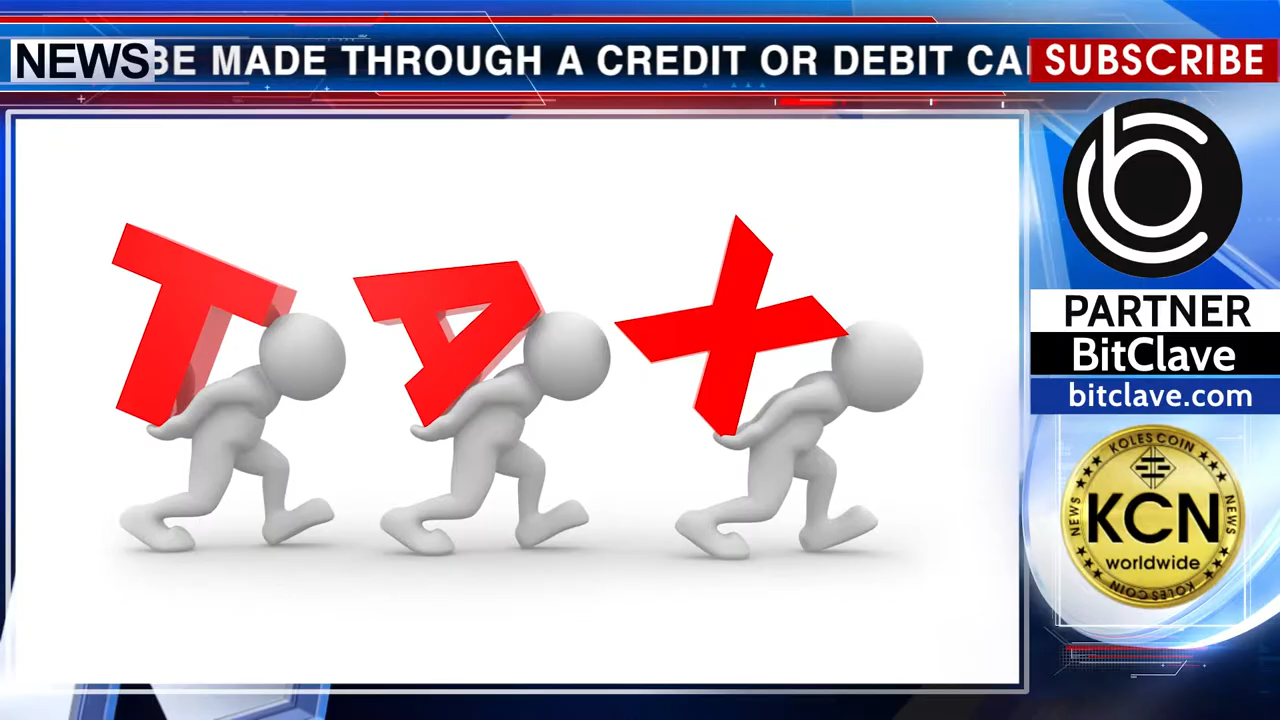 NEWS
BE MADE THROUGH A CREDIT OR DEBIT
SUBSCRIBE
TAX
PARTNER
BitClave
bitclave.com
KOLES COIN
NEWS
KCN
NEWS
worldwide
KOLES COIN